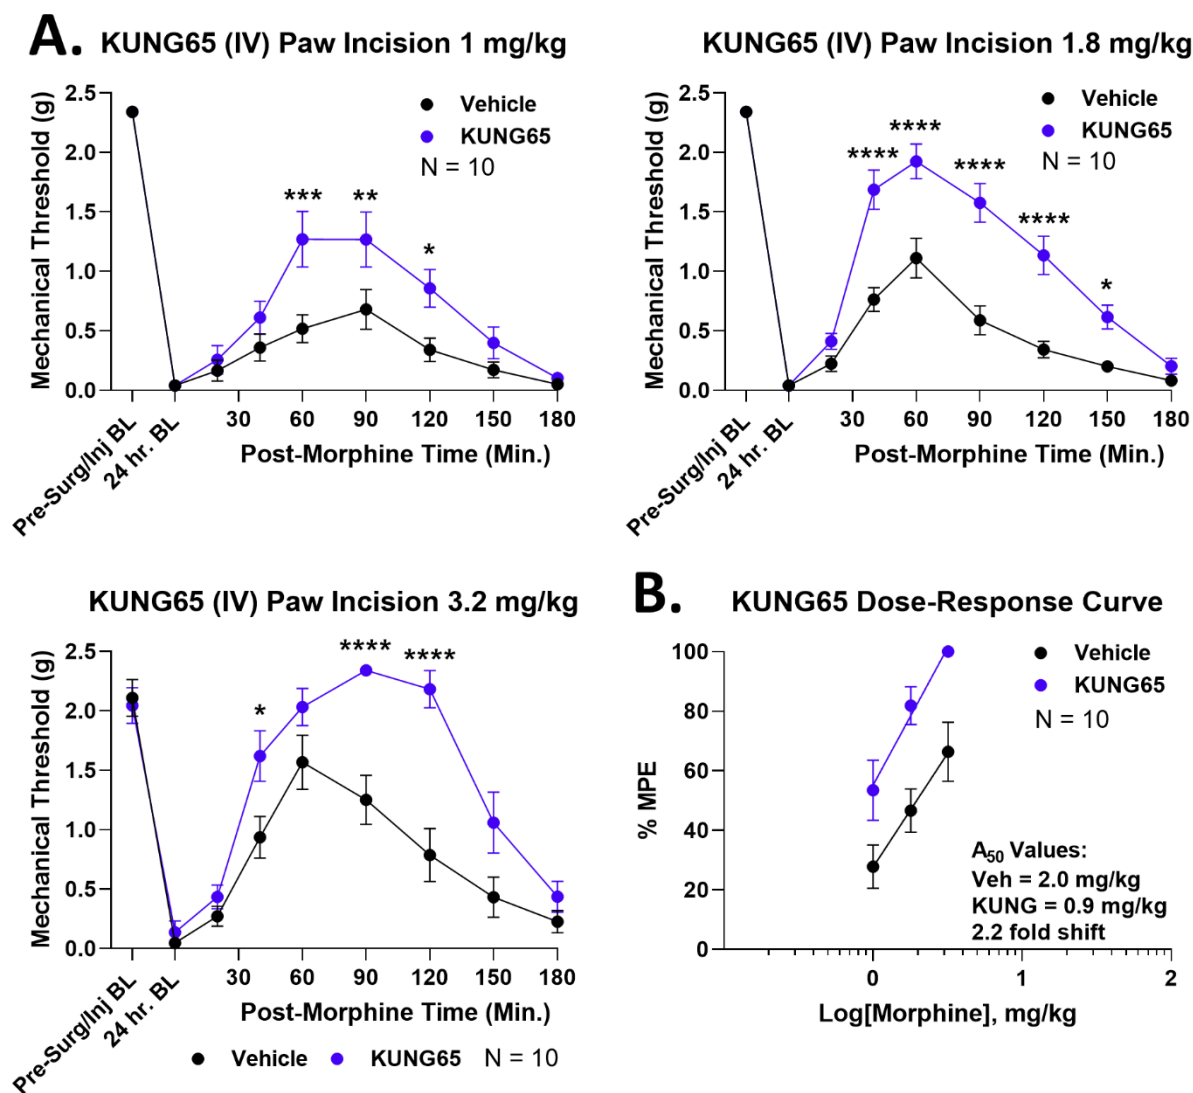 A.
KUNG65 (IV) Paw Incision 1 mg/kg
Mechanical Threshold (g)
2.5
2.0
1.5
1.0
0.5
0.0
Vehicle
KUNG65
N = 10
***
**
*
Pre-Surg/Inj BL
24 hr. BL
30
60
90
120
150
180
Post-Morphine Time (Min.)
KUNG65 (IV) Paw Incision 1.8 mg/kg
Mechanical Threshold (g)
2.5
2.0
1.5
1.0
0.5
0.0
Vehicle
KUNG65
N = 10
****
****
****
****
*
Pre-Surg/Inj BL
24 hr. BL
30
60
90
120
150
180
Post-Morphine Time (Min.)
KUNG65 (IV) Paw Incision 3.2 mg/kg
Mechanical Threshold (g)
2.5
2.0
1.5
1.0
0.5
0.0
*
****
****
Pre-Surg/Inj BL
24 hr. BL
30
60
90
120
150
180
Post-Morphine Time (Min.)
Vehicle KUNG65 N = 10
B.
KUNG65 Dose-Response Curve
% MPE
100
80
60
40
20
0
Vehicle
KUNG65
N = 10
A50 Values:
Veh = 2.0 mg/kg
KUNG = 0.9 mg/kg
2.2 fold shift
0
1
2
Log[Morphine], mg/kg